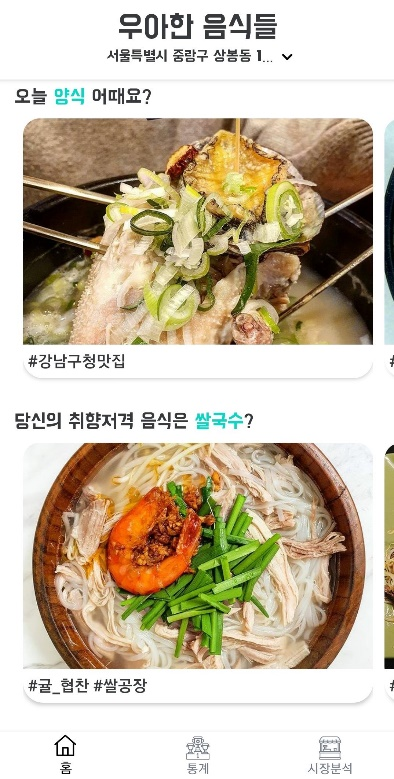 우아한 음식들
서울특별시 중랑구 상봉동 1...
오늘 양식 어때요?
#강남구청맛집
#
당신의 취향저격 음식은 쌀국수?
#귤_협찬 #쌀공장
#
홈
통계
시장분석